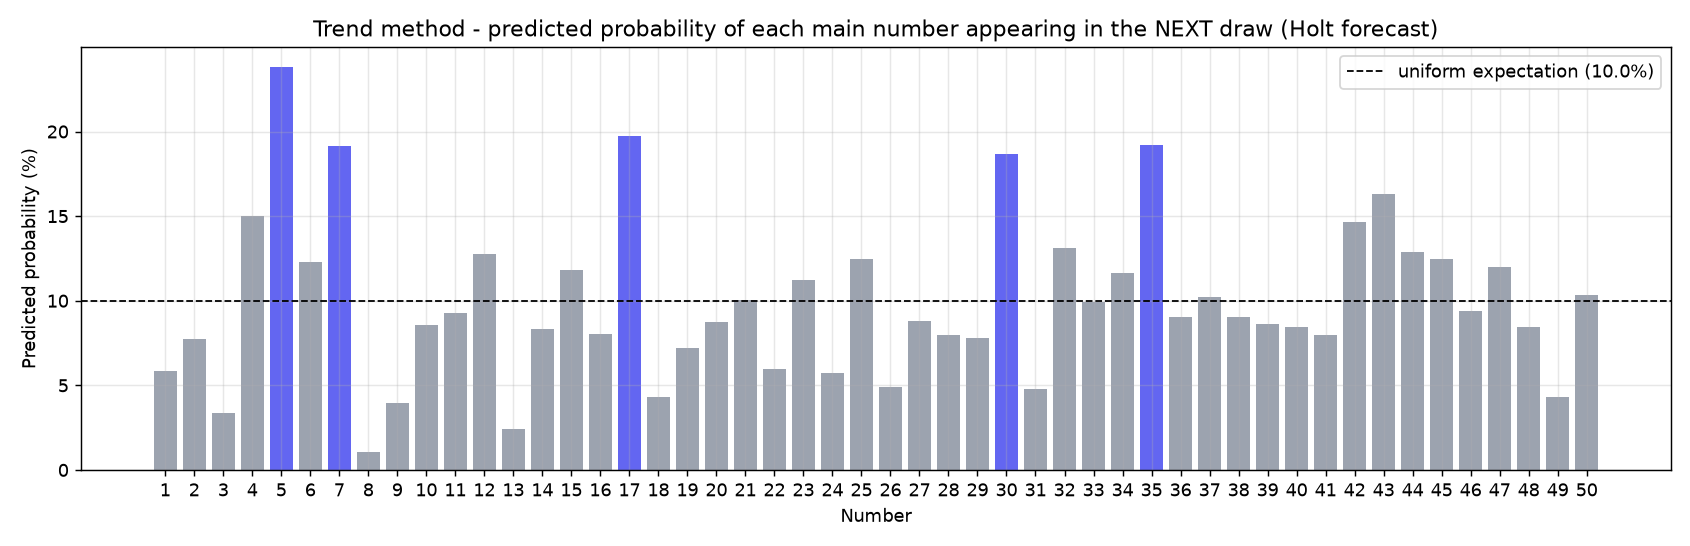 Trend method - predicted probability of each main number appearing in the NEXT draw (Holt forecast)
uniform expectation (10.0%)
Predicted probability (%)
20
15
10
5
0
1 2 3 4 5 6 7 8 9 10 11 12 13 14 15 16 17 18 19 20 21 22 23 24 25 26 27 28 29 30 31 32 33 34 35 36 37 38 39 40 41 42 43 44 45 46 47 48 49 50
Number